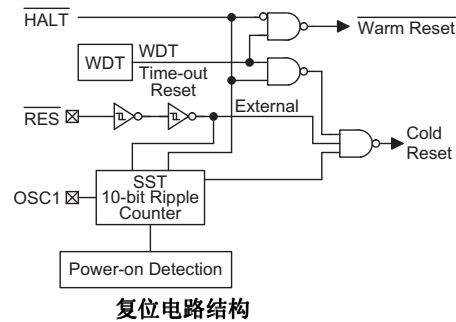 HALT
Warm Reset
WDT
WDT
Time-out
Reset
RES
External
Cold
Reset
OSC1
SST
10-bit Ripple
Counter
Power-on Detection
复位电路结构